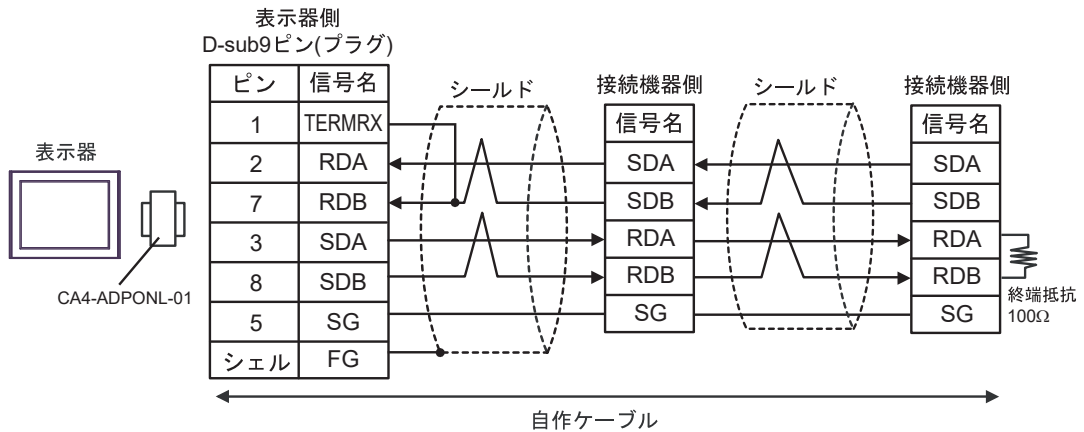 表示器側
D-sub9ピン(プラグ)
ピン 信号名
1 TERMRX
2 RDA
7 RDB
3 SDA
8 SDB
5 SG
シェル FG
表示器
CA4-ADPONL-01
シールド
接続機器側
信号名
SDA
SDB
RDA
RDB
SG
シールド
接続機器側
信号名
SDA
SDB
RDA
RDB
SG
終端抵抗
100Ω
自作ケーブル